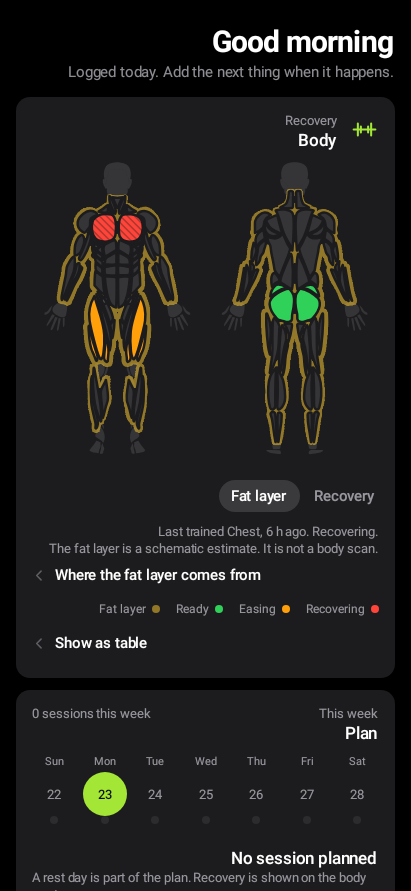 Good morning
Logged today. Add the next thing when it happens.
Recovery
Body
Fat layer Recovery
Last trained Chest, 6 h ago. Recovering.
The fat layer is a schematic estimate. It is not a body scan.
Where the fat layer comes from
Fat layer Ready Easing Recovering
Show as table
0 sessions this week This week
Plan
Sun Mon Tue Wed Thu Fri Sat
22 23 24 25 26 27 28
No session planned
A rest day is part of the plan. Recovery is shown on the body